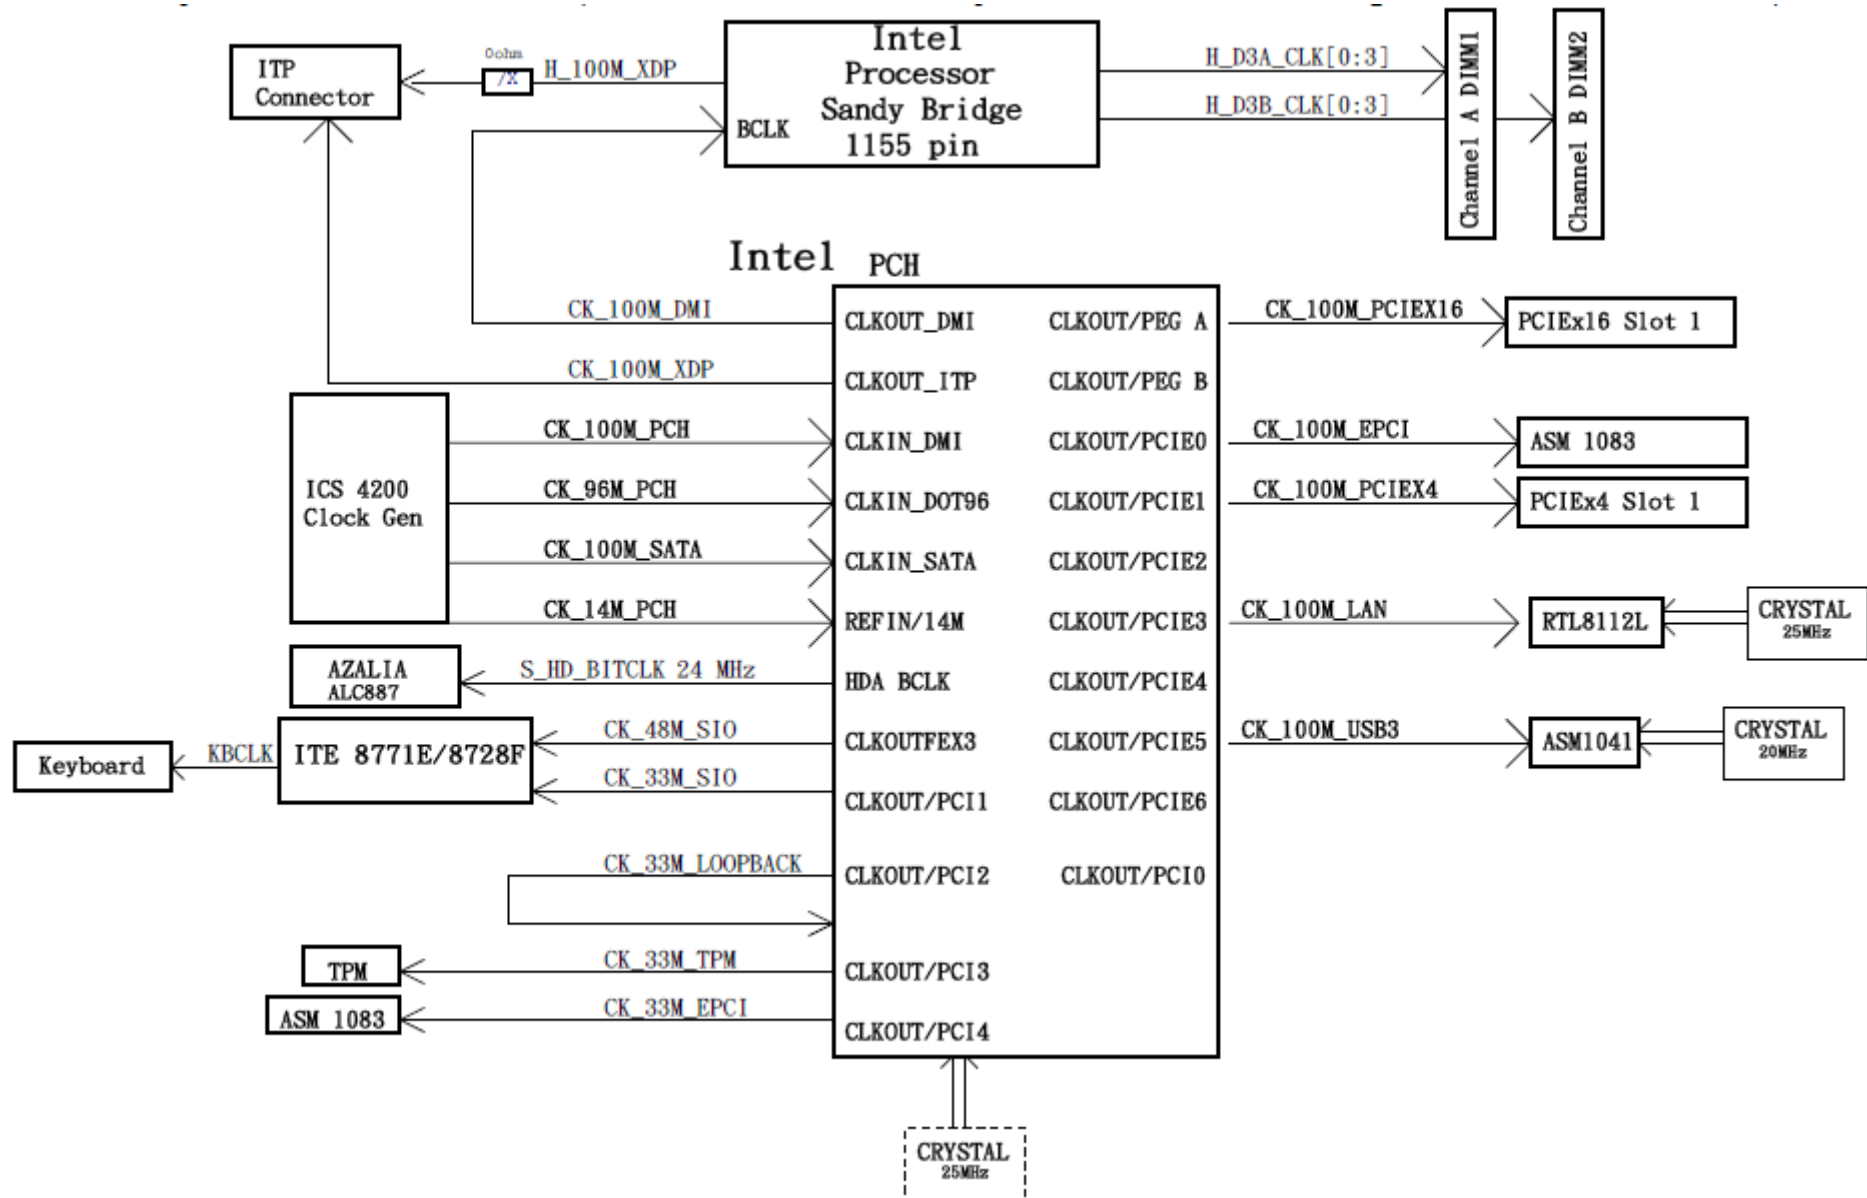 Intel
Processor
Sandy Bridge
1155 pin
BCLK
ITP
Connector
0ohm
/X
H_100M_XDP
H_D3A_CLK[0:3]
H_D3B_CLK[0:3]
Channel A DIMM1
Channel B DIMM2
Intel PCH
CK_100M_DMI
CLKOUT_DMI
CLKOUT/PEG A
CK_100M_PCIEX16
PCIEx16 Slot 1
CK_100M_XDP
CLKOUT_ITP
CLKOUT/PEG B
ICS 4200
Clock Gen
CK_100M_PCH
CLKIN_DMI
CLKOUT/PCIE0
CK_100M_EPCI
ASM 1083
CK_96M_PCH
CLKIN_DOT96
CLKOUT/PCIE1
CK_100M_PCIEX4
PCIEx4 Slot 1
CK_100M_SATA
CLKIN_SATA
CLKOUT/PCIE2
CK_14M_PCH
REFIN/14M
CLKOUT/PCIE3
CK_100M_LAN
RTL8112L
CRYSTAL
25MHz
AZALIA
ALC887
S_HD_BITCLK 24 MHz
HDA BCLK
CLKOUT/PCIE4
Keyboard
KBCLK
ITE 8771E/8728F
CK_48M_SIO
CLKOUTFEX3
CLKOUT/PCIE5
CK_100M_USB3
ASM1041
CRYSTAL
20MHz
CK_33M_SIO
CLKOUT/PCI1
CLKOUT/PCIE6
CK_33M_LOOPBACK
CLKOUT/PCI2
CLKOUT/PCI0
TPM
CK_33M_TPM
CLKOUT/PCI3
ASM 1083
CK_33M_EPCI
CLKOUT/PCI4
CRYSTAL
25MHz